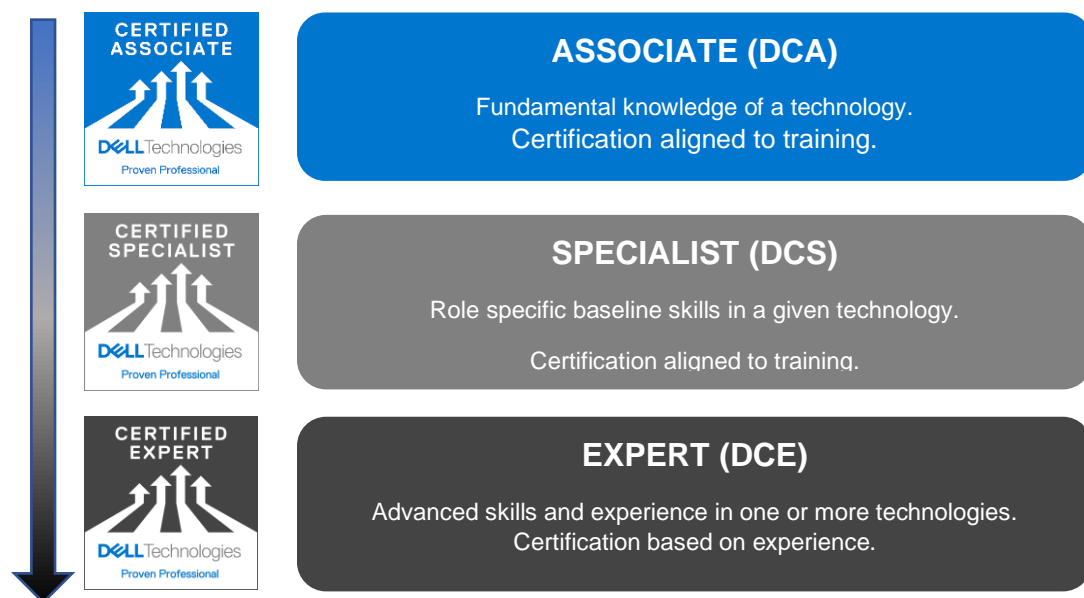 CERTIFIED
ASSOCIATE
DELLTechnologies
Proven Professional
ASSOCIATE (DCA)
Fundamental knowledge of a technology.
Certification aligned to training.
CERTIFIED
SPECIALIST
DELLTechnologies
Proven Professional
SPECIALIST (DCS)
Role specific baseline skills in a given technology.
Certification aligned to training.
CERTIFIED
EXPERT
DELLTechnologies
Proven Professional
EXPERT (DCE)
Advanced skills and experience in one or more technologies.
Certification based on experience.